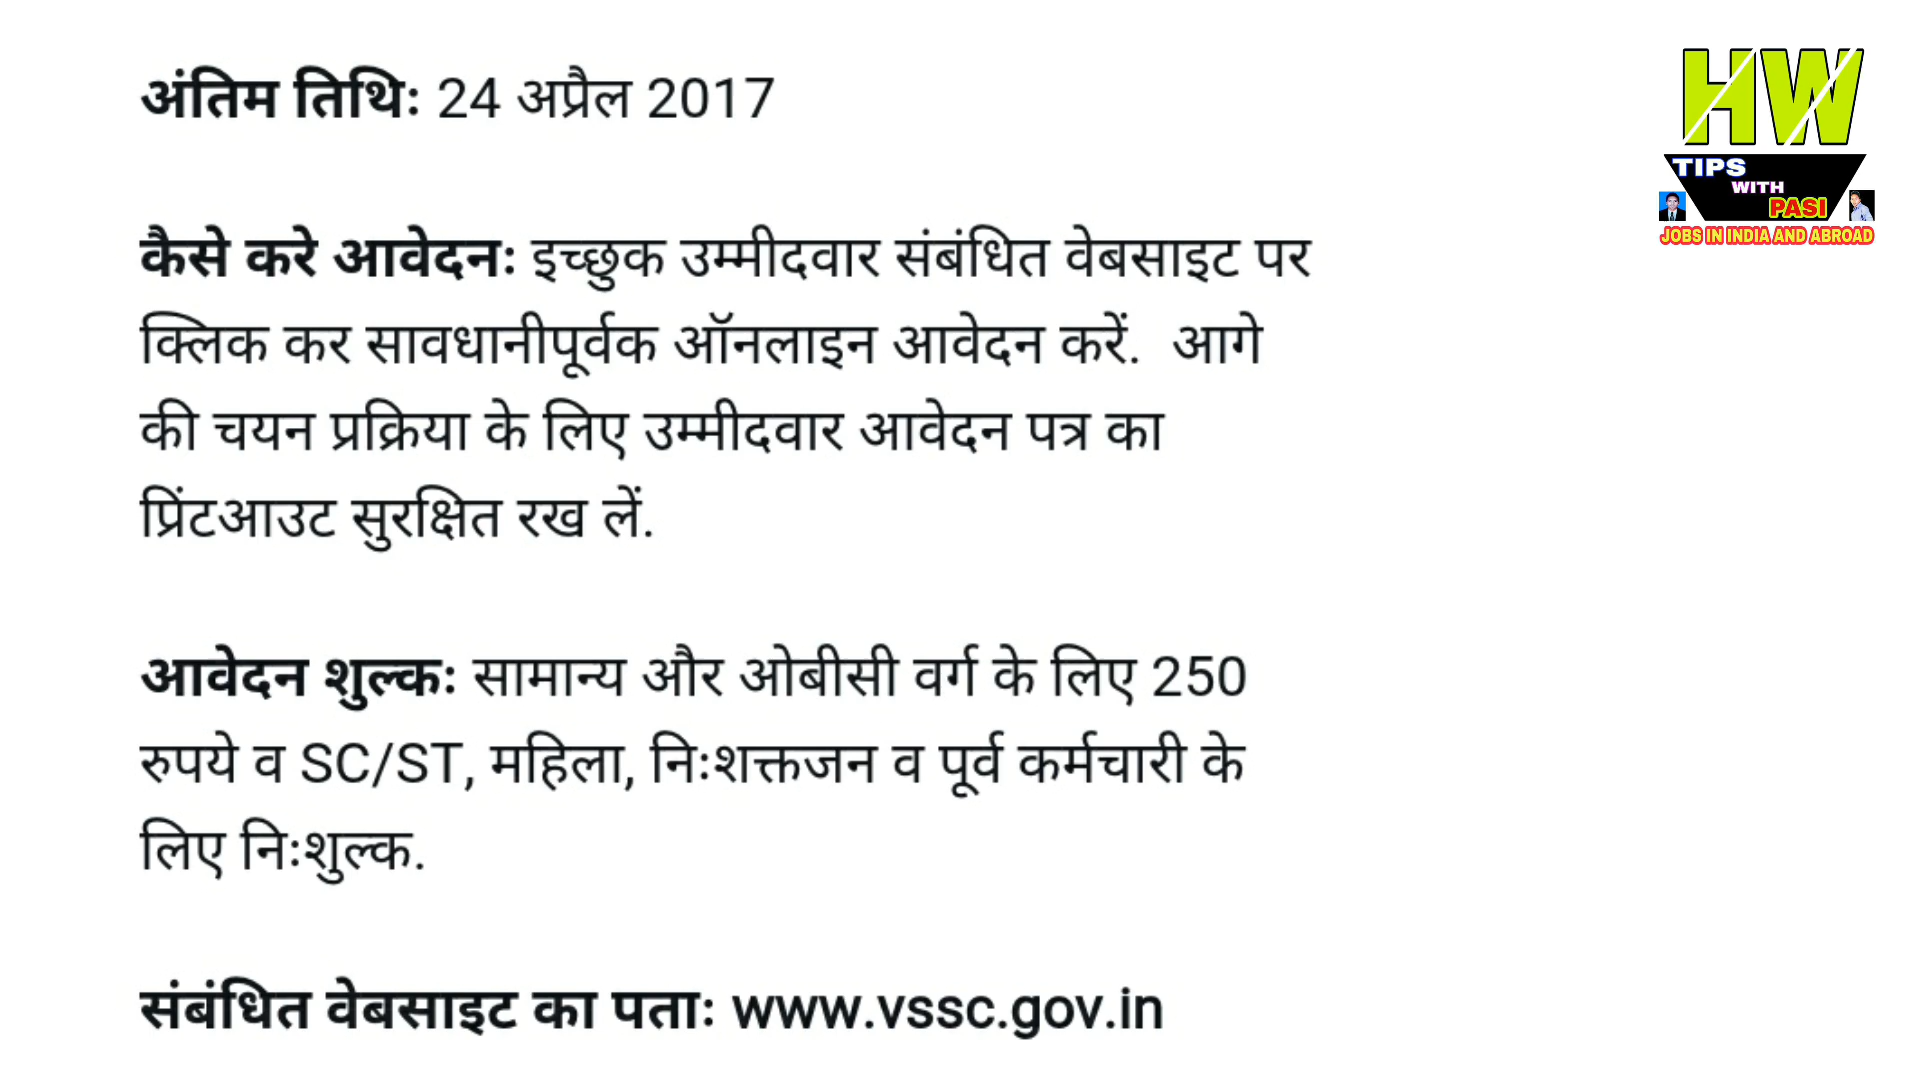 अंतिम तिथिः 24 अप्रैल 2017
कैसे करे आवेदनः इच्छुक उम्मीदवार संबंधित वेबसाइट पर
क्लिक कर सावधानीपूर्वक ऑनलाइन आवेदन करें. आगे
की चयन प्रक्रिया के लिए उम्मीदवार आवेदन पत्र का
प्रिंटआउट सुरक्षित रख लें.
आवेदन शुल्कः सामान्य और ओबीसी वर्ग के लिए 250
रुपये व SC/ST, महिला, निःशक्तजन व पूर्व कर्मचारी के
लिए निःशुल्क.
संबंधित वेबसाइट का पताः www.vssc.gov.in
HW
TIPS
WITH
PASI
JOBS IN INDIA AND ABROAD